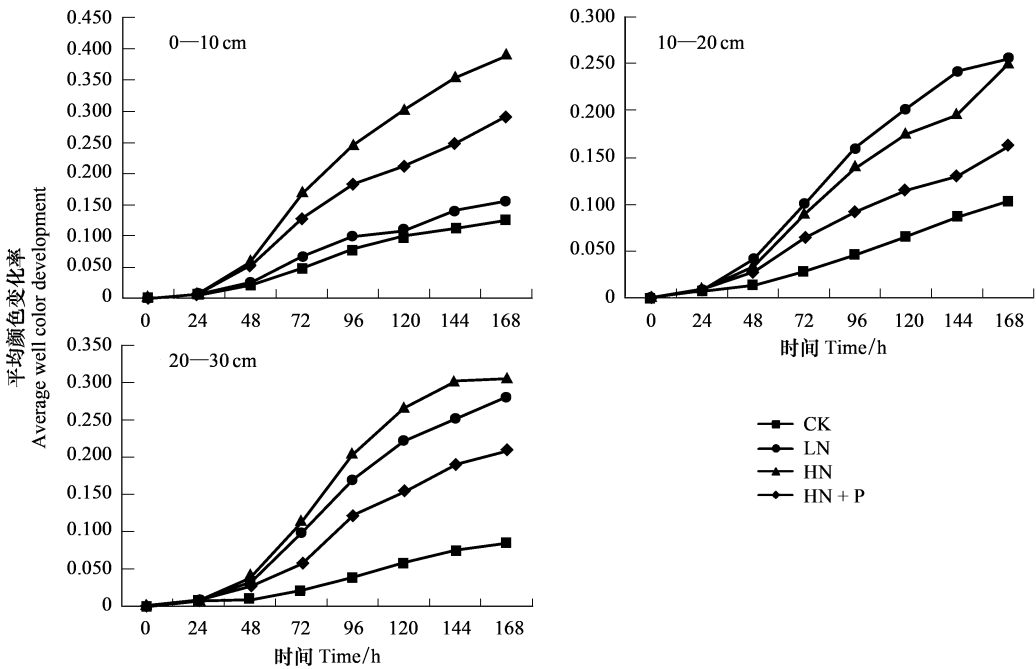 平均颜色变化率
Average well color development
0—10 cm
0.450
0.400
0.350
0.300
0.250
0.200
0.150
0.100
0.050
0
0 24 48 72 96 120 144 168
10—20 cm
0.300
0.250
0.200
0.150
0.100
0.050
0
0 24 48 72 96 120 144 168
时间 Time/h
20—30 cm
0.350
0.300
0.250
0.200
0.150
0.100
0.050
0
0 24 48 72 96 120 144 168
时间 Time/h
CK
LN
HN
HN + P